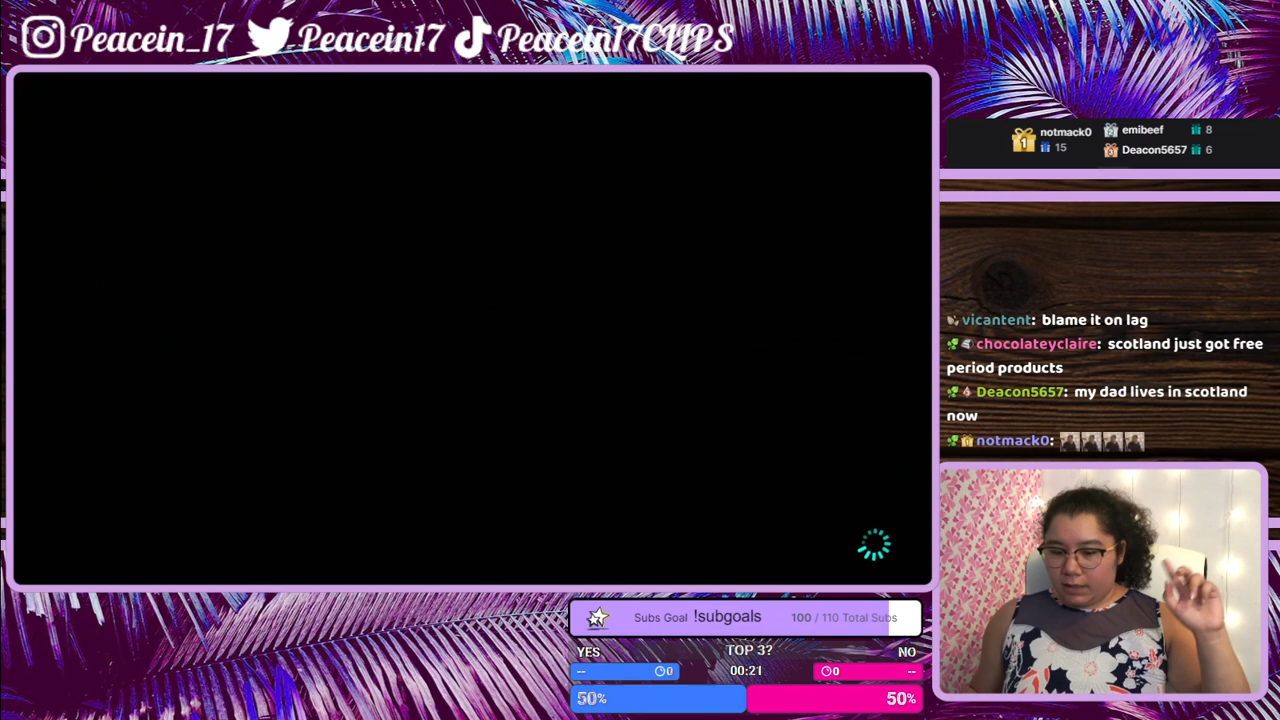 Peacein_17 Peacein17 Peacein17ClIPS
1 notmack0 15
emibeef 8
Deacon5657 6
vicantent: blame it on lag
chocolateyclaire: scotland just got free
period products
Deacon5657: my dad lives in scotland
now
notmack0:
Subs Goal !subgoals 100 / 110 Total Subs
YES TOP 3? NO
-- 0 00:21 0 --
50% 50%